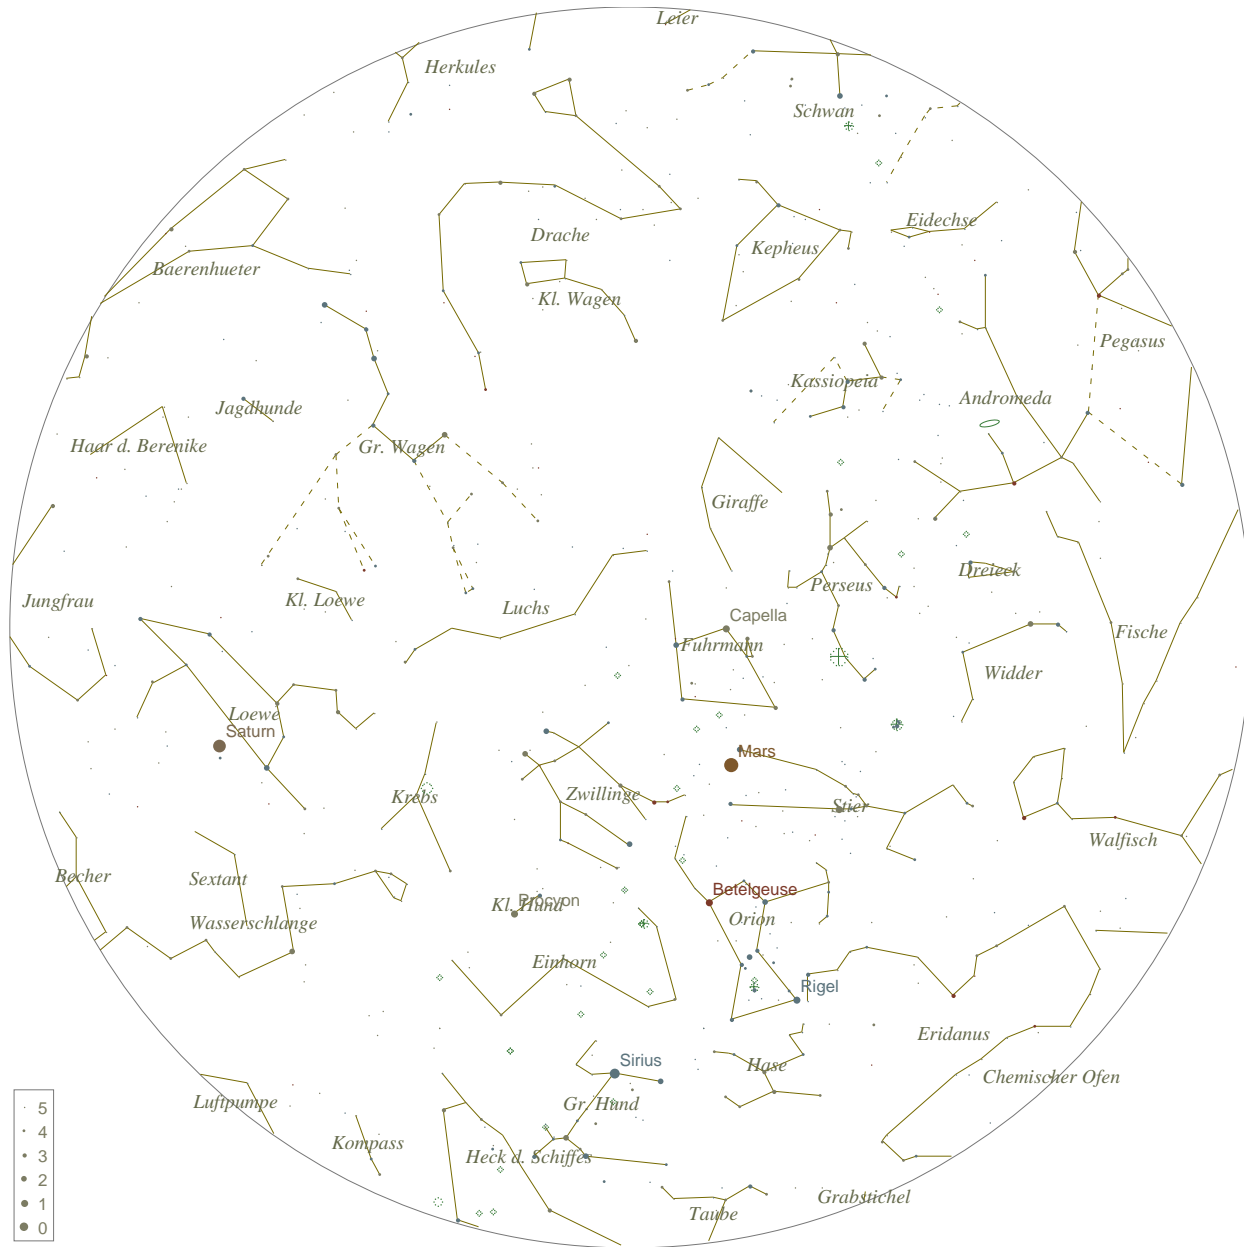 Leier
Herkules
Schwan
Eidechse
Drache
Kepheus
Baerenhueter
Kl. Wagen
Pegasus
Kassiopeia
Andromeda
Jagdhunde
Haar d. Berenike
Gr. Wagen
Giraffe
Dreieck
Perseus
Jungfrau
Kl. Loewe
Luchs
Capella
Fuhrmann
Fische
Widder
Loewe
Saturn
Mars
Krebs
Zwillinge
Stier
Walfisch
Becher
Sextant
Betelgeuse
Procyon
Kl. Hund
Wasserschlange
Orion
Einhorn
Rigel
Eridanus
Sirius
Hase
Chemischer Ofen
Luftpumpe
Gr. Hund
Kompass
Heck d. Schiffes
Grabstichel
Taube
5
4
3
2
1
0